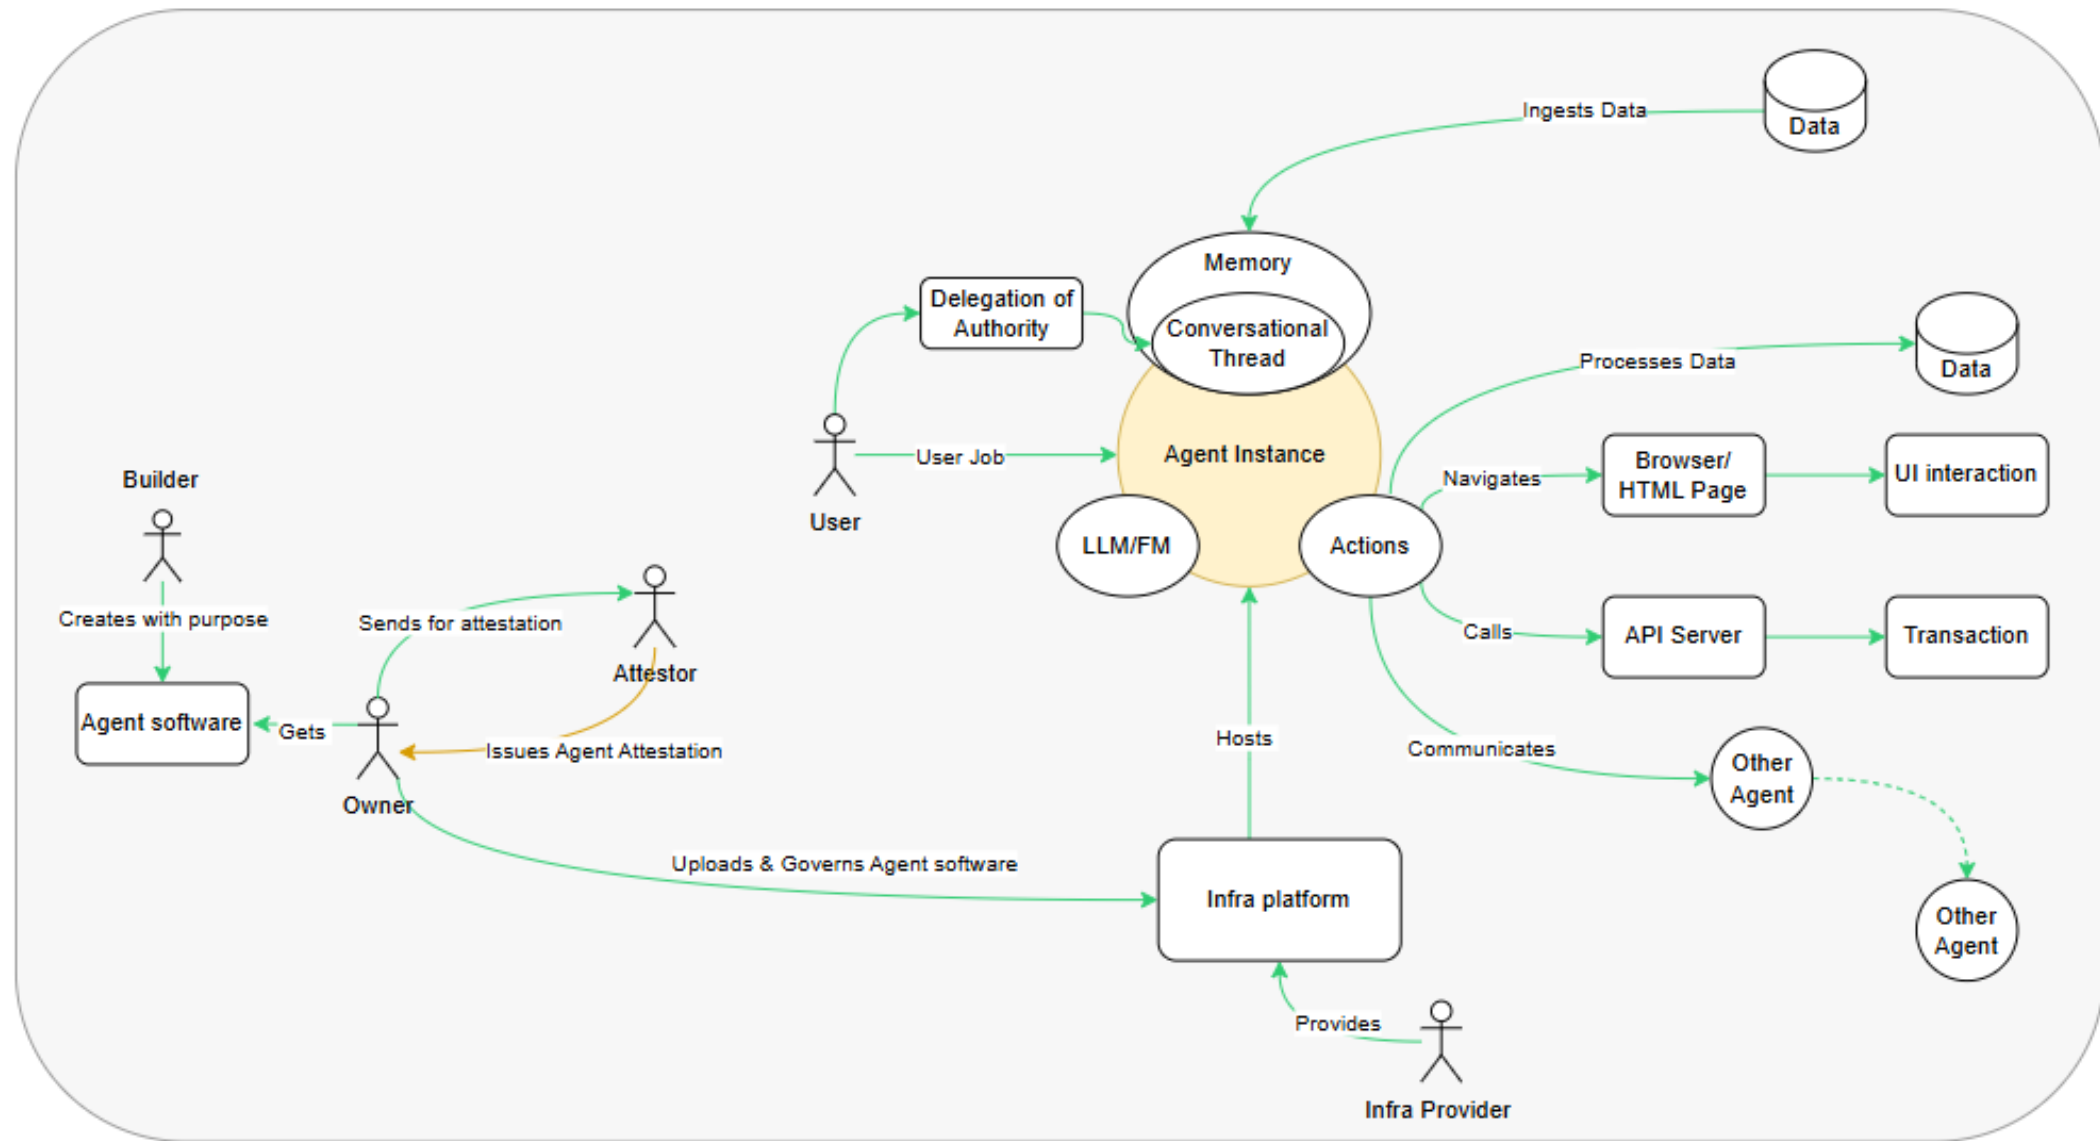 Ingests Data
Data
Memory
Delegation of
Authority
Conversational
Thread
Processes Data
Data
User Job
Agent Instance
Navigates
Browser/
HTML Page
UI interaction
Builder
User
LLM/FM
Actions
Creates with purpose
Sends for attestation
Calls
API Server
Transaction
Attestor
Agent software
Gets
Issues Agent Attestation
Hosts
Communicates
Other
Agent
Owner
Uploads & Governs Agent software
Infra platform
Other
Agent
Provides
Infra Provider